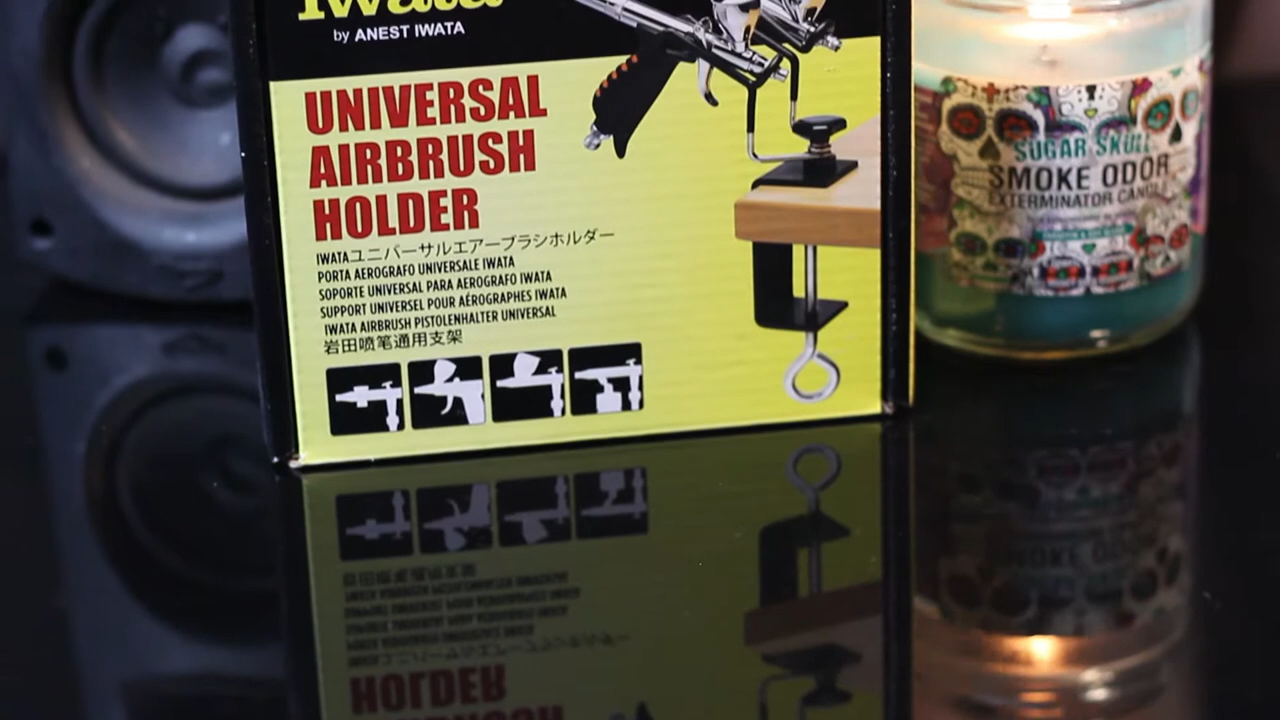 Iwata
by ANEST IWATA
UNIVERSAL
AIRBRUSH
HOLDER
IWATAユニバーサルエアーブラシホルダー
PORTA AEROGRAFO UNIVERSALE IWATA
SOPORTE UNIVERSAL PARA AEROGRAFO IWATA
SUPPORT UNIVERSEL POUR AÉROGRAPHES IWATA
IWATA AIRBRUSH PISTOLENHALTER UNIVERSAL
岩田喷笔通用支架
SUGAR SKULL
SMOKE ODOR
EXTERMINATOR CANDLE